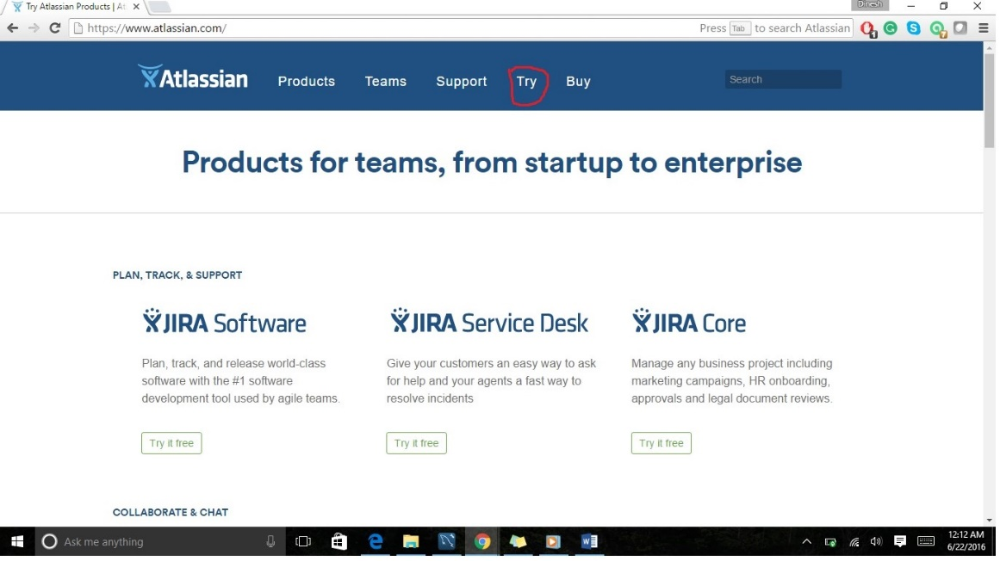 Try Atlassian Products | At
Dinesh
https://www.atlassian.com/
Press Tab to search Atlassian
1
7
Atlassian
Products
Teams
Support
Try
Buy
Search
Products for teams, from startup to enterprise
PLAN, TRACK, & SUPPORT
JIRA Software
JIRA Service Desk
JIRA Core
Plan, track, and release world-class
software with the #1 software
development tool used by agile teams.
Give your customers an easy way to ask
for help and your agents a fast way to
resolve incidents
Manage any business project including
marketing campaigns, HR onboarding,
approvals and legal document reviews.
Try it free
Try it free
Try it free
COLLABORATE & CHAT
Ask me anything
12:12 AM
6/22/2016